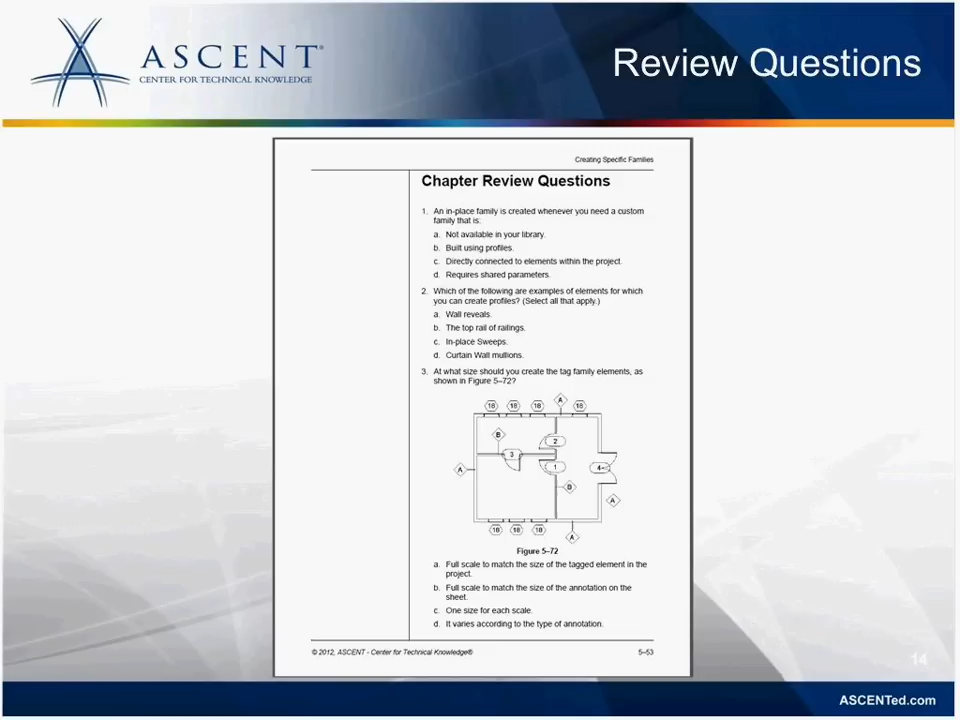 ASCENT®
CENTER FOR TECHNICAL KNOWLEDGE
Review Questions
Creating Specific Families
Chapter Review Questions
1. An in-place family is created whenever you need a custom
family that is:
a. Not available in your library.
b. Built using profiles.
c. Directly connected to elements within the project.
d. Requires shared parameters.
2. Which of the following are examples of elements for which
you can create profiles? (Select all that apply.)
a. Wall reveals.
b. The top rail of railings.
c. In-place Sweeps.
d. Curtain Wall mullions.
3. At what size should you create the tag family elements, as
shown in Figure 5–72?
18 18 18 A 18
B 2
3
A 1 4
B
A
18 18 18 A
Figure 5–72
a. Full scale to match the size of the tagged element in the
project.
b. Full scale to match the size of the annotation on the
sheet.
c. One size for each scale.
d. It varies according to the type of annotation.
© 2012, ASCENT - Center for Technical Knowledge® 5–53
14
ASCENTed.com